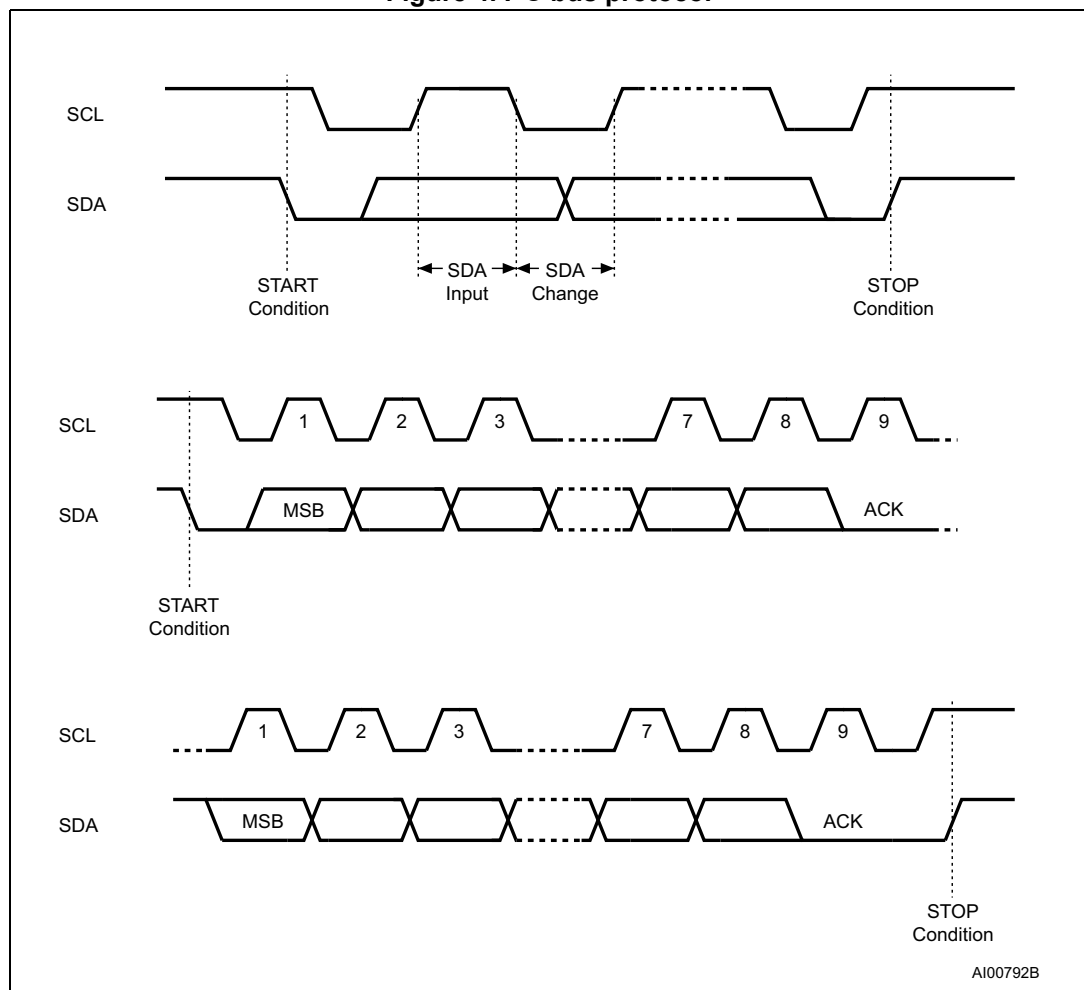 SCL
SDA
SDA
Input
SDA
Change
START
Condition
STOP
Condition
SCL
1 2 3 7 8 9
SDA
MSB ACK
START
Condition
SCL
1 2 3 7 8 9
SDA
MSB ACK
STOP
Condition
AI00792B